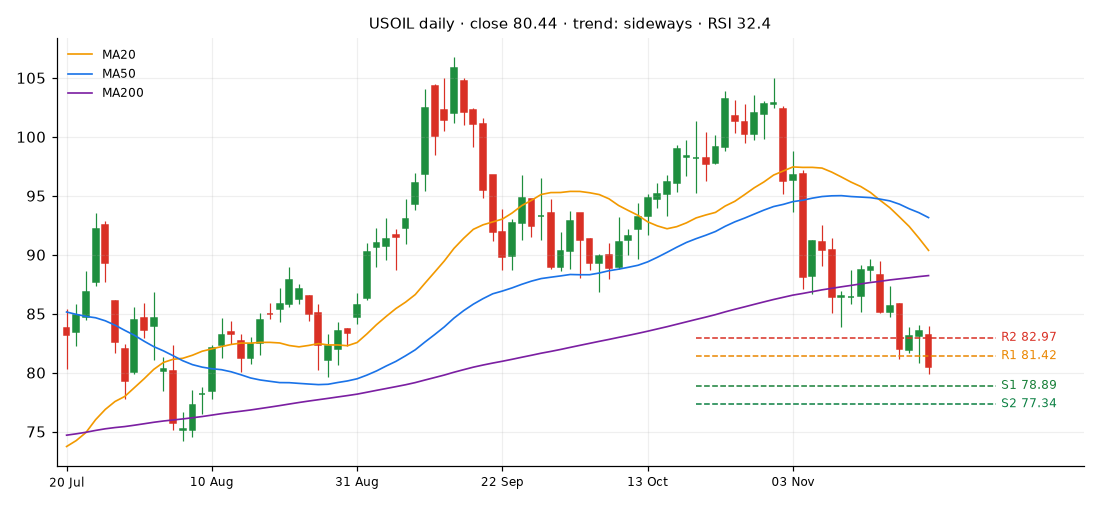 USOIL daily · close 80.44 · trend: sideways · RSI 32.4
MA20
MA50
MA200
105
100
95
90
85
80
75
R2 82.97
R1 81.42
S1 78.89
S2 77.34
20 Jul
10 Aug
31 Aug
22 Sep
13 Oct
03 Nov